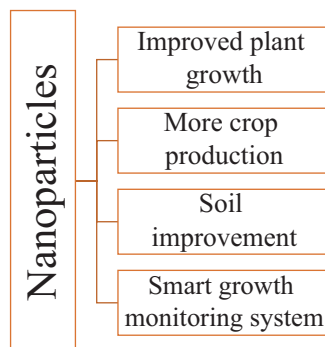 Nanoparticles
Improved plant
growth
More crop
production
Soil
improvement
Smart growth
monitoring system